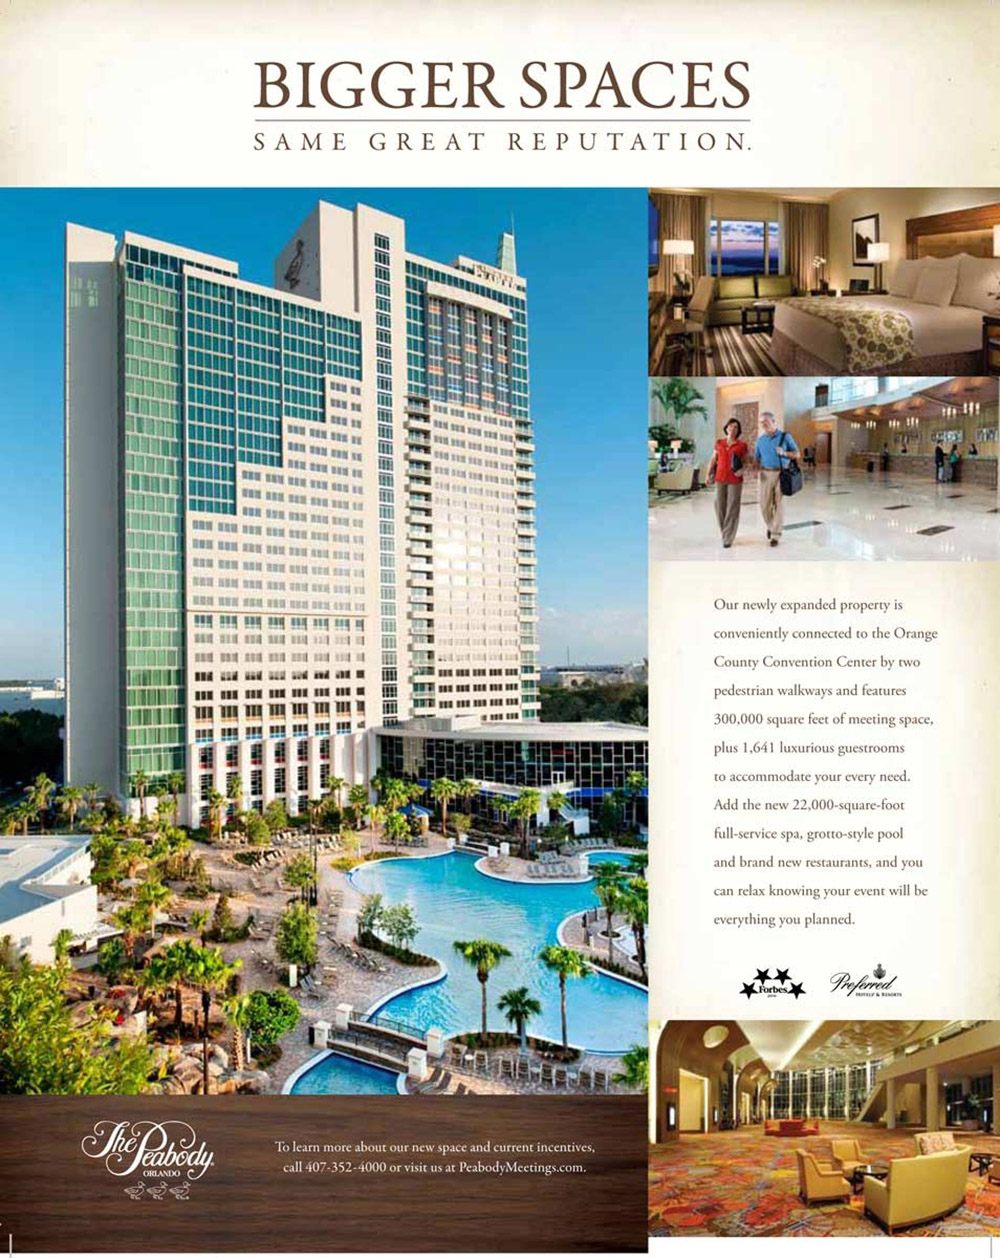 BIGGER SPACES
SAME GREAT REPUTATION.
Our newly expanded property is
conveniently connected to the Orange
County Convention Center by two
pedestrian walkways and features
300,000 square feet of meeting space,
plus 1,641 luxurious guestrooms
to accommodate your every need.
Add the new 22,000-square-foot
full-service spa, grotto-style pool
and brand new restaurants, and you
can relax knowing your event will be
everything you planned.
Forbes
Preferred
HOTELS & RESORTS
The
Peabody
ORLANDO
To learn more about our new space and current incentives,
call 407-352-4000 or visit us at PeabodyMeetings.com.